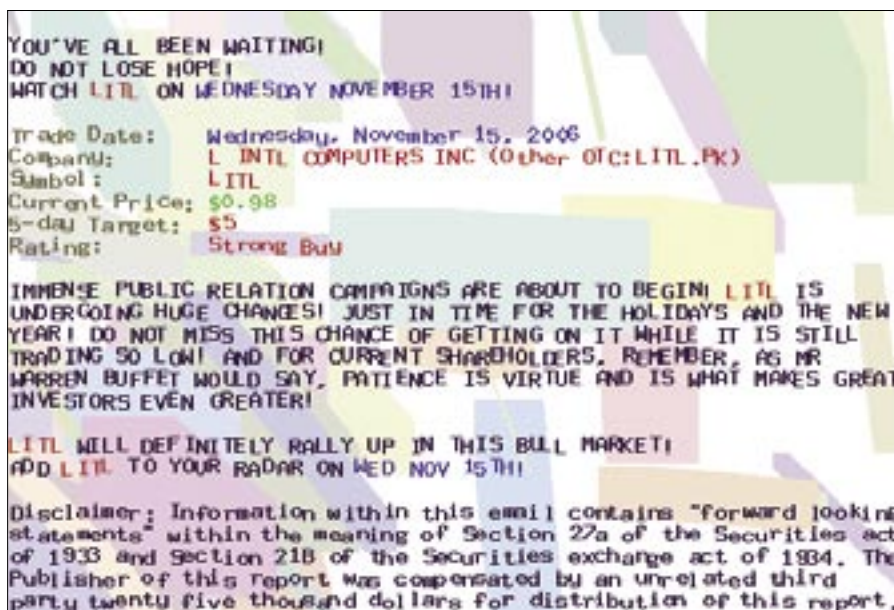 YOU'VE ALL BEEN WAITING!
DO NOT LOSE HOPE!
WATCH LITL ON WEDNESDAY NOVEMBER 15TH!
Trade Date: Wednesday, November 15, 2006
Company: L INTL COMPUTERS INC (Other OTC:LITL.PK)
Symbol: LITL
Current Price: $0.98
5-day Target: $5
Rating: Strong Buy
IMMENSE PUBLIC RELATION CAMPAIGNS ARE ABOUT TO BEGIN! LITL IS
UNDERGOING HUGE CHANGES! JUST IN TIME FOR THE HOLIDAYS AND THE NEW
YEAR! DO NOT MISS THIS CHANCE OF GETTING ON IT WHILE IT IS STILL
TRADING SO LOW! AND FOR CURRENT SHAREHOLDERS, REMEMBER, AS MR
WARREN BUFFET WOULD SAY, PATIENCE IS VIRTUE AND IS WHAT MAKES GREAT
INVESTORS EVEN GREATER!
LITL WILL DEFINITELY RALLY UP IN THIS BULL MARKET!
ADD LITL TO YOUR RADAR ON WED NOV 15TH!
Disclaimer: Information within this email contains "forward looking
statements" within the meaning of Section 27a of the Securities act
of 1933 and Section 21B of the Securities exchange act of 1934. The
Publisher of this report was compensated by an unrelated third
party twenty five thousand dollars for distribution of this report